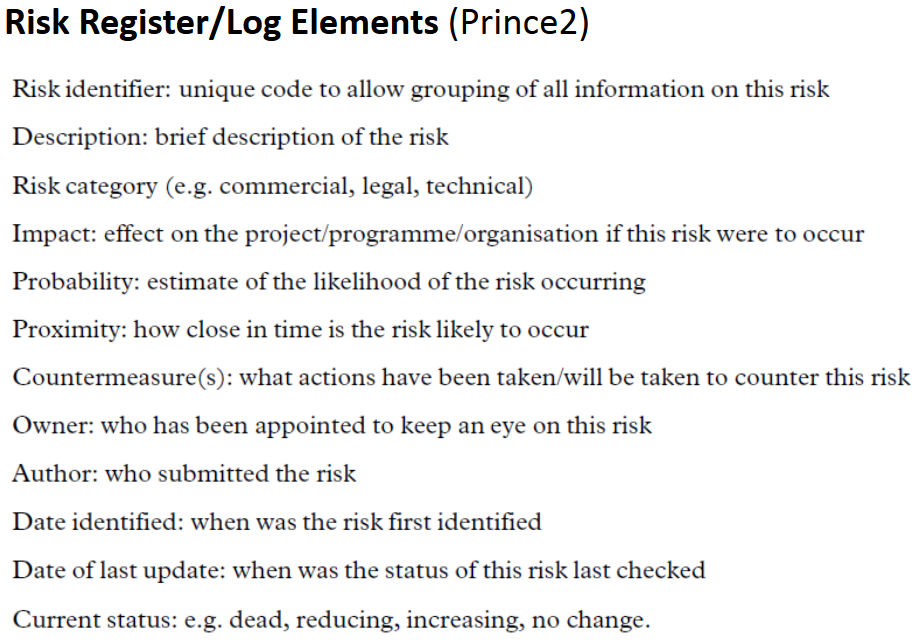 Risk Register/Log Elements (Prince2)
Risk identifier: unique code to allow grouping of all information on this risk
Description: brief description of the risk
Risk category (e.g. commercial, legal, technical)
Impact: effect on the project/programme/organisation if this risk were to occur
Probability: estimate of the likelihood of the risk occurring
Proximity: how close in time is the risk likely to occur
Countermeasure(s): what actions have been taken/will be taken to counter this risk
Owner: who has been appointed to keep an eye on this risk
Author: who submitted the risk
Date identified: when was the risk first identified
Date of last update: when was the status of this risk last checked
Current status: e.g. dead, reducing, increasing, no change.